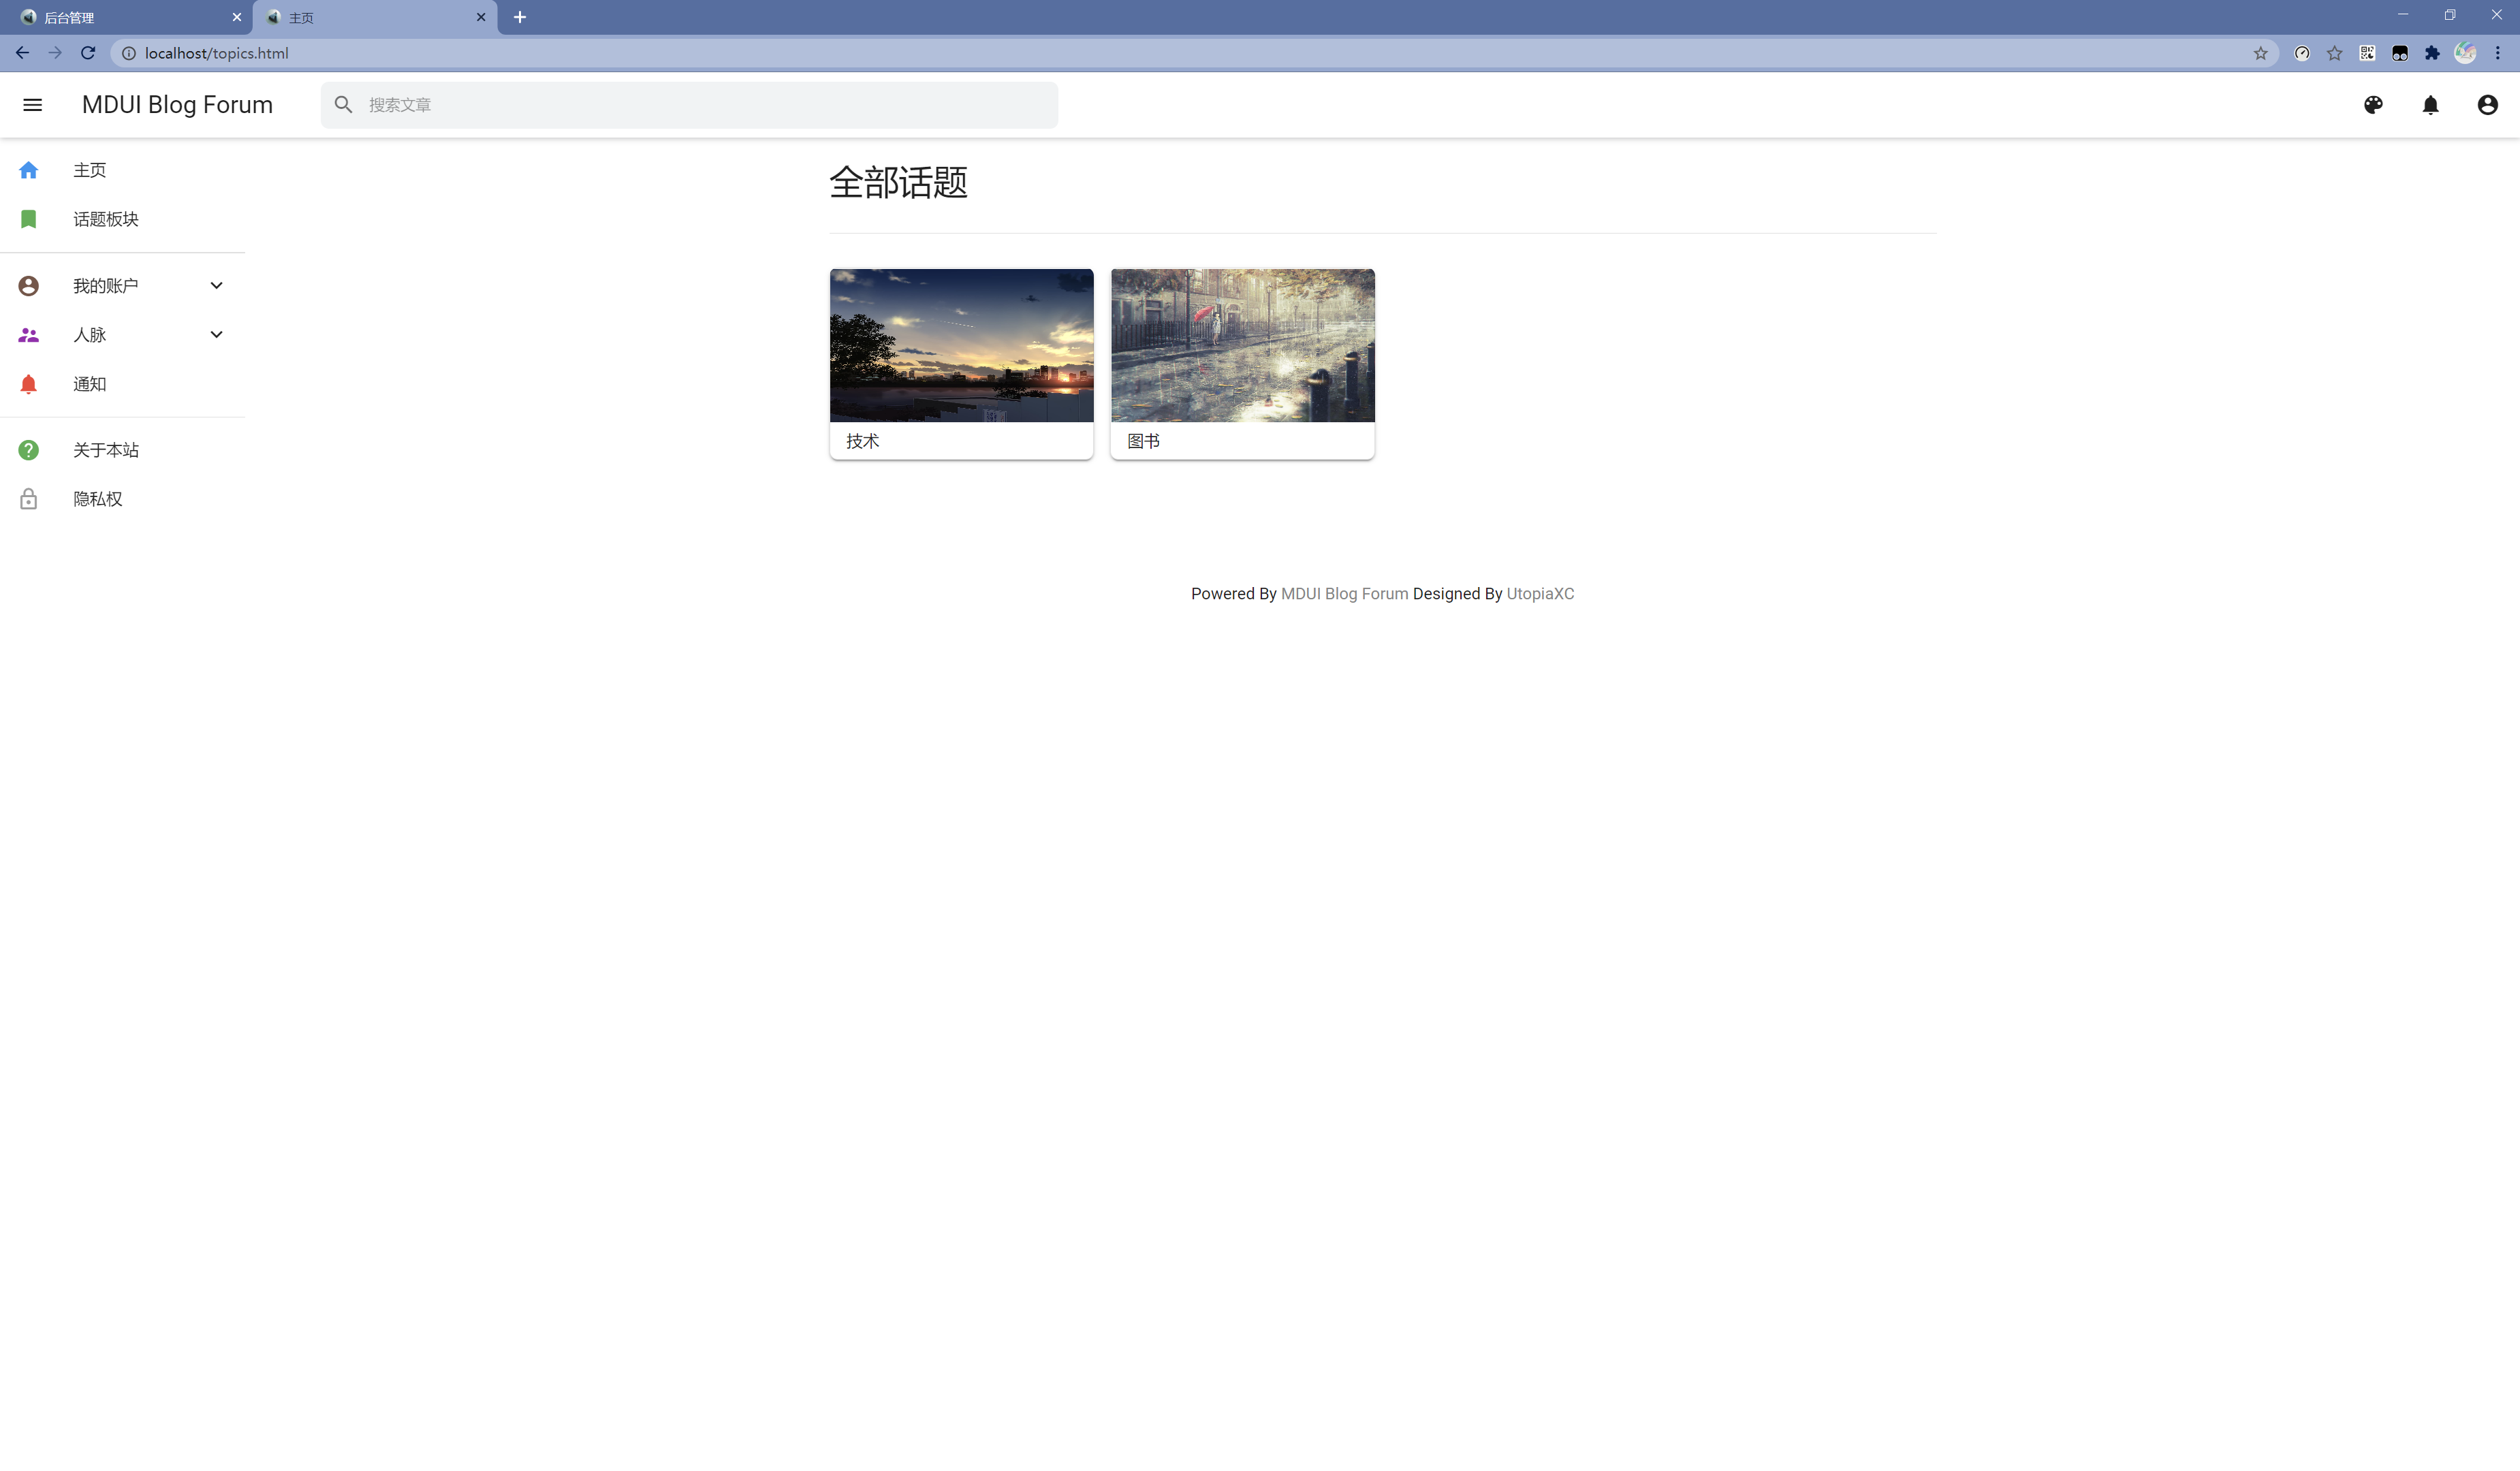 后台管理
主页
localhost/topics.html
MDUI Blog Forum
搜索文章
主页
话题板块
我的账户
人脉
通知
关于本站
隐私权
全部话题
技术
图书
Powered By MDUI Blog Forum Designed By UtopiaXC